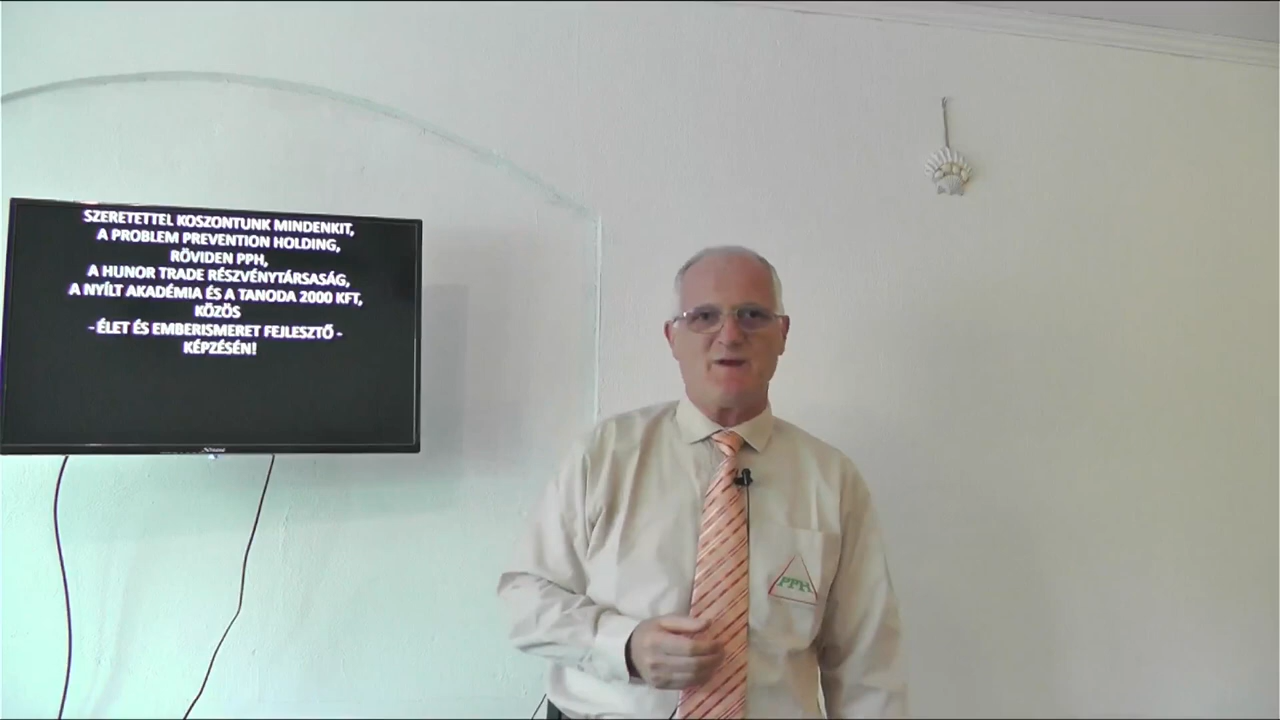 SZERETETTEL KOSZONTUNK MINDENKIT,
A PROBLEM PREVENTION HOLDING,
RÖVIDEN PPH,
A HUNOR TRADE RÉSZVÉNYTÁRSASÁG,
A NYÍLT AKADÉMIA ÉS A TANODA 2000 KFT,
KÖZÖS
- ÉLET ÉS EMBERISMERET FEJLESZTŐ -
KÉPZÉSÉN!
PPH